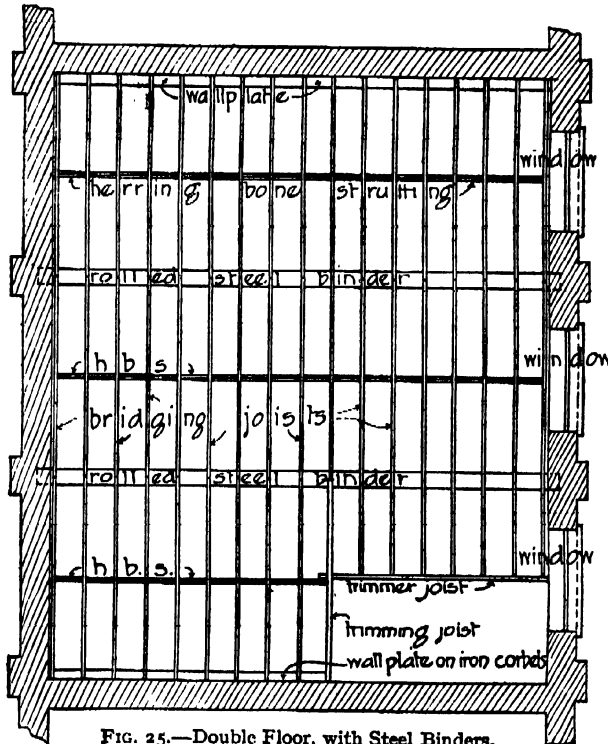 wall plate
window
herring bone strutting
rolled steel binder
window
h b s
bridging joists
rolled steel binder
window
h. b. s.
trimmer joist
trimming joist
wall plate on iron corbels
FIG. 25.—Double Floor, with Steel Binders.